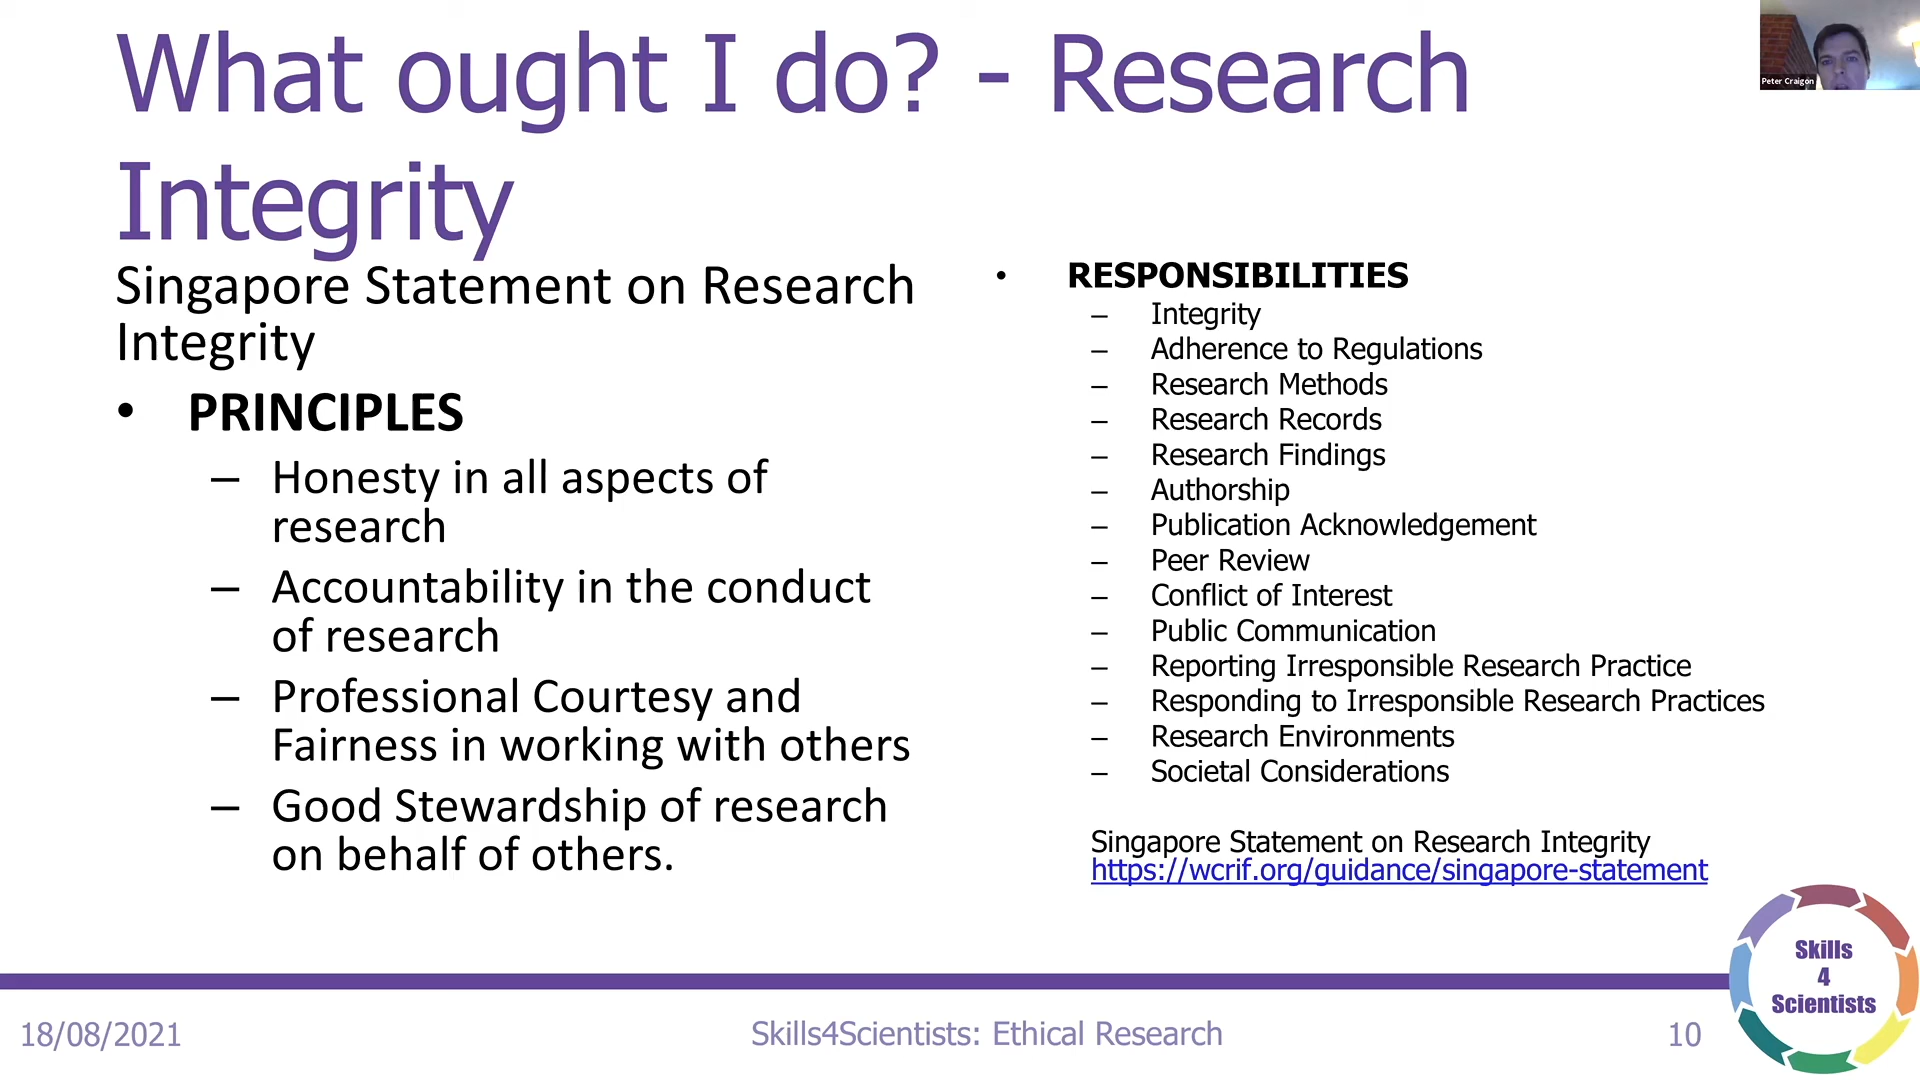 What ought I do? - Research
Integrity
Peter Craigon
Singapore Statement on Research
Integrity
• PRINCIPLES
– Honesty in all aspects of
research
– Accountability in the conduct
of research
– Professional Courtesy and
Fairness in working with others
– Good Stewardship of research
on behalf of others.
• RESPONSIBILITIES
– Integrity
– Adherence to Regulations
– Research Methods
– Research Records
– Research Findings
– Authorship
– Publication Acknowledgement
– Peer Review
– Conflict of Interest
– Public Communication
– Reporting Irresponsible Research Practice
– Responding to Irresponsible Research Practices
– Research Environments
– Societal Considerations
Singapore Statement on Research Integrity
https://wcrif.org/guidance/singapore-statement
Skills
4
Scientists
18/08/2021
Skills4Scientists: Ethical Research
10